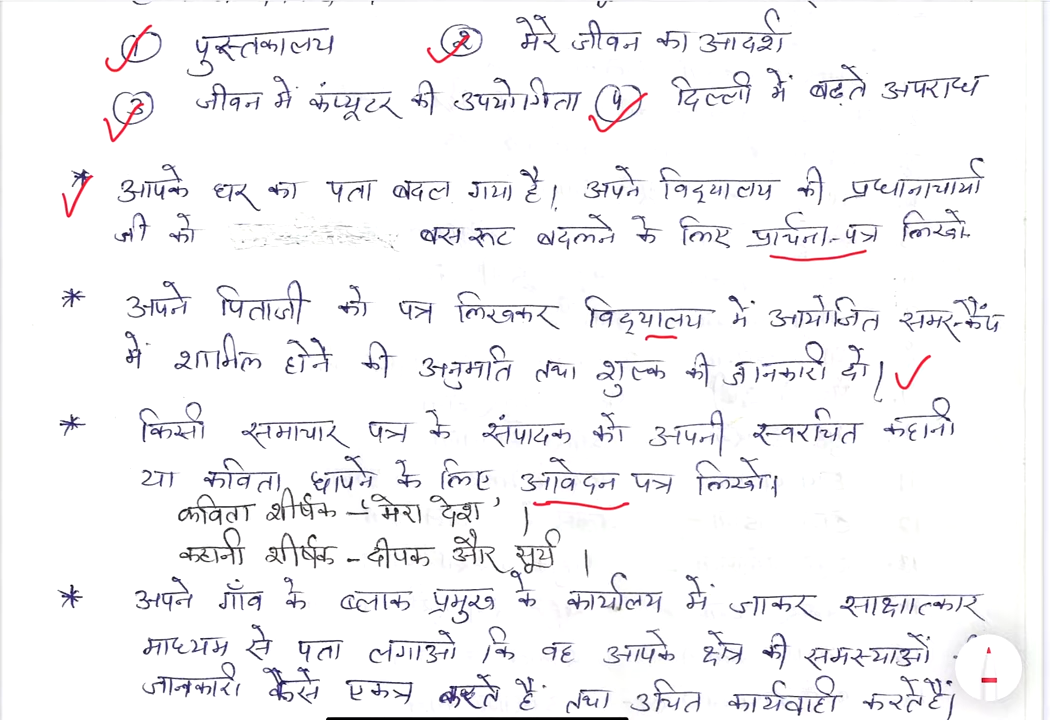 ① पुस्तकालय ② मेरे जीवन का आदर्श
③ जीवन में कंप्यूटर की उपयोगिता ④ दिल्ली में बढ़ते अपराध
* आपके घर का पता बदल गया है। अपने विद्यालय की प्रधानाचार्या
जी को बस रूट बदलने के लिए प्रार्थना-पत्र लिखो।
* अपने पिताजी को पत्र लिखकर विद्यालय में आयोजित समर-कैंप
में शामिल होने की अनुमति तथा शुल्क की जानकारी दो।
* किसी समाचार पत्र के संपादक को अपनी स्वरचित कहानी
या कविता छापने के लिए आवेदन पत्र लिखो।
कविता शीर्षक - 'मेरा देश' ।
कहानी शीर्षक - दीपक और सूर्य ।
* अपने गाँव के ब्लाक प्रमुख के कार्यालय में जाकर साक्षात्कार
माध्यम से पता लगाओ कि वह आपके क्षेत्र की समस्याओं
जानकारी कैसे एकत्र करते हैं तथा उचित कार्यवाही करते हैं।